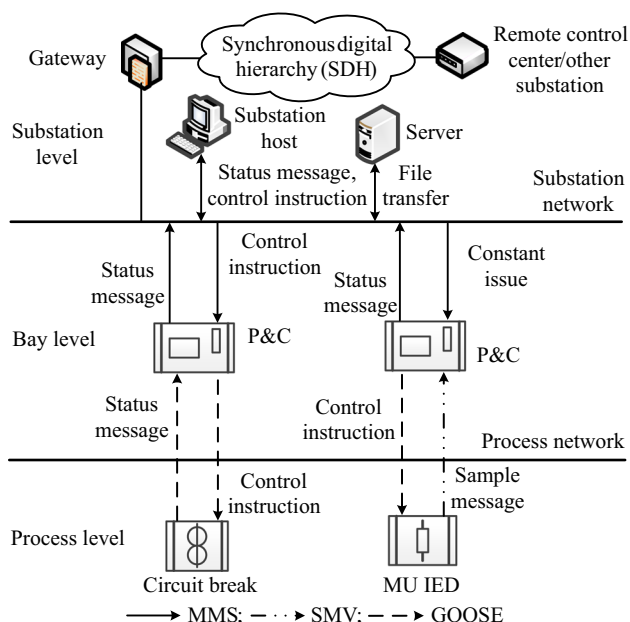 Gateway
Synchronous digital
hierarchy (SDH)
Remote control
center/other
substation
Substation
level
Substation
host
Server
Status message,
control instruction
File
transfer
Substation
network
Status
message
Control
instruction
Status
message
Constant
issue
Bay level
P&C
P&C
Status
message
Control
instruction
Process network
Control
instruction
Sample
message
Process level
Circuit break
MU IED
MMS; SMV; GOOSE